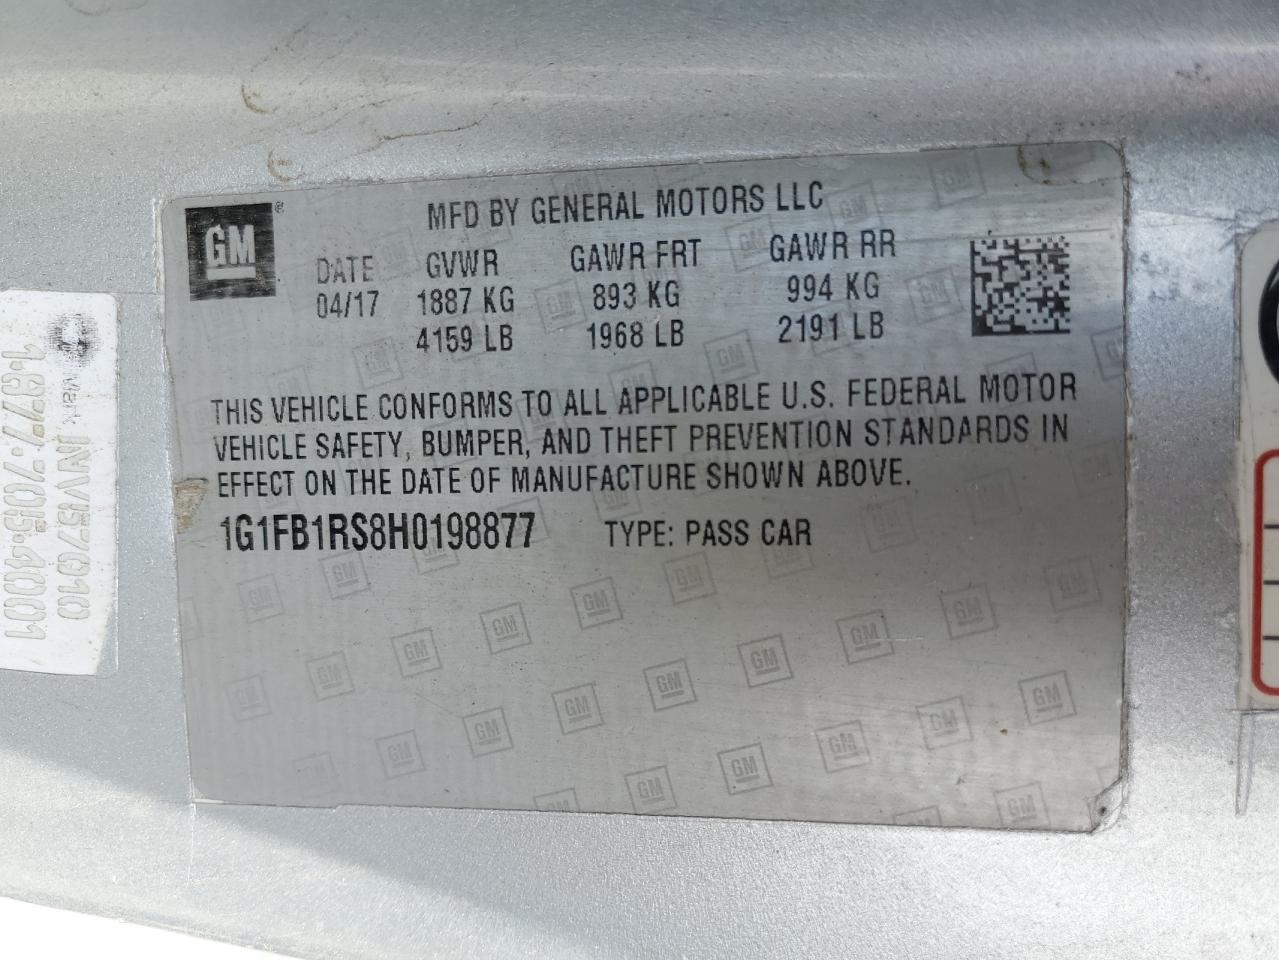 GM
MFD BY GENERAL MOTORS LLC
DATE GVWR GAWR FRT GAWR RR
04/17 1887 KG 893 KG 994 KG
4159 LB 1968 LB 2191 LB
THIS VEHICLE CONFORMS TO ALL APPLICABLE U.S. FEDERAL MOTOR
VEHICLE SAFETY, BUMPER, AND THEFT PREVENTION STANDARDS IN
EFFECT ON THE DATE OF MANUFACTURE SHOWN ABOVE.
1G1FB1RS8H0198877 TYPE: PASS CAR